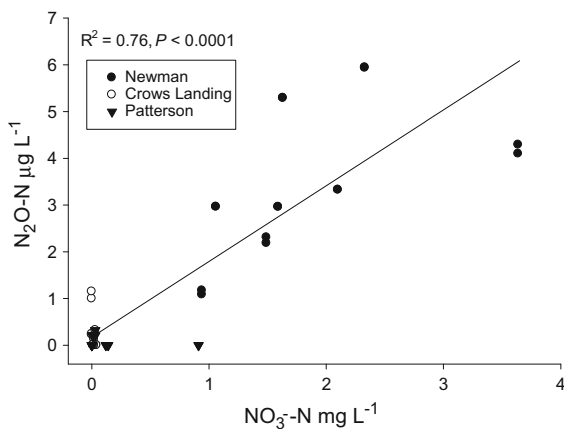 7
6
5
4
3
2
1
0
N₂O-N µg L⁻¹
R² = 0.76, P < 0.0001
Newman
Crows Landing
Patterson
0 1 2 3 4
NO₃⁻-N mg L⁻¹